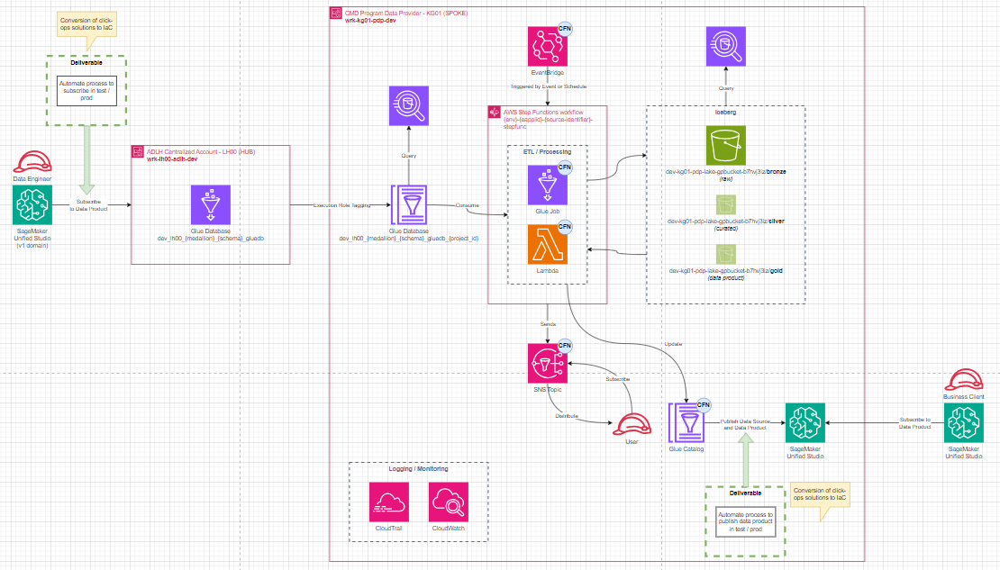 Conversion of click-
ops solutions to IaC
Deliverable
Automate process to
subscribe in test /
prod
Data Engineer
SageMaker
Unified Studio
(v1 domain)
Subscribe
to Data Product
ADLH Centralized Account - LH00 (HUB)
wrk-lh00-adlh-dev
Glue Database
dev_lh00_{medallion}_{schema}_gluedb
Execution Role Tagging
CMD Program Data Provider - KG01 (SPOKE)
wrk-kg01-pdp-dev
Query
Glue Database
dev_lh00_{medallion}_{schema}_gluedb_{project_id}
Consume
CFN
EventBridge
Triggered by Event or Schedule
AWS Step Functions workflow
{env}-{eappiid}-{source-identifier}-
stepfunc
ETL / Processing
CFN
Glue Job
CFN
Lambda
Query
Iceberg
dev-kg01-pdp-lake-gpbucket-b7hvj3iz/bronze
(raw)
dev-kg01-pdp-lake-gpbucket-b7hvj3iz/silver
(curated)
dev-kg01-pdp-lake-gpbucket-b7hvj3iz/gold
(data product)
Sends
CFN
SNS Topic
Update
Subscribe
Distribute
User
CFN
Glue Catalog
Publish Data Source
and Data Product
SageMaker
Unified Studio
Subscribe to
Data Product
Business Client
SageMaker
Unified Studio
Logging / Monitoring
CloudTrail
CloudWatch
Deliverable
Automate process to
publish data product
in test / prod
Conversion of click-
ops solutions to IaC